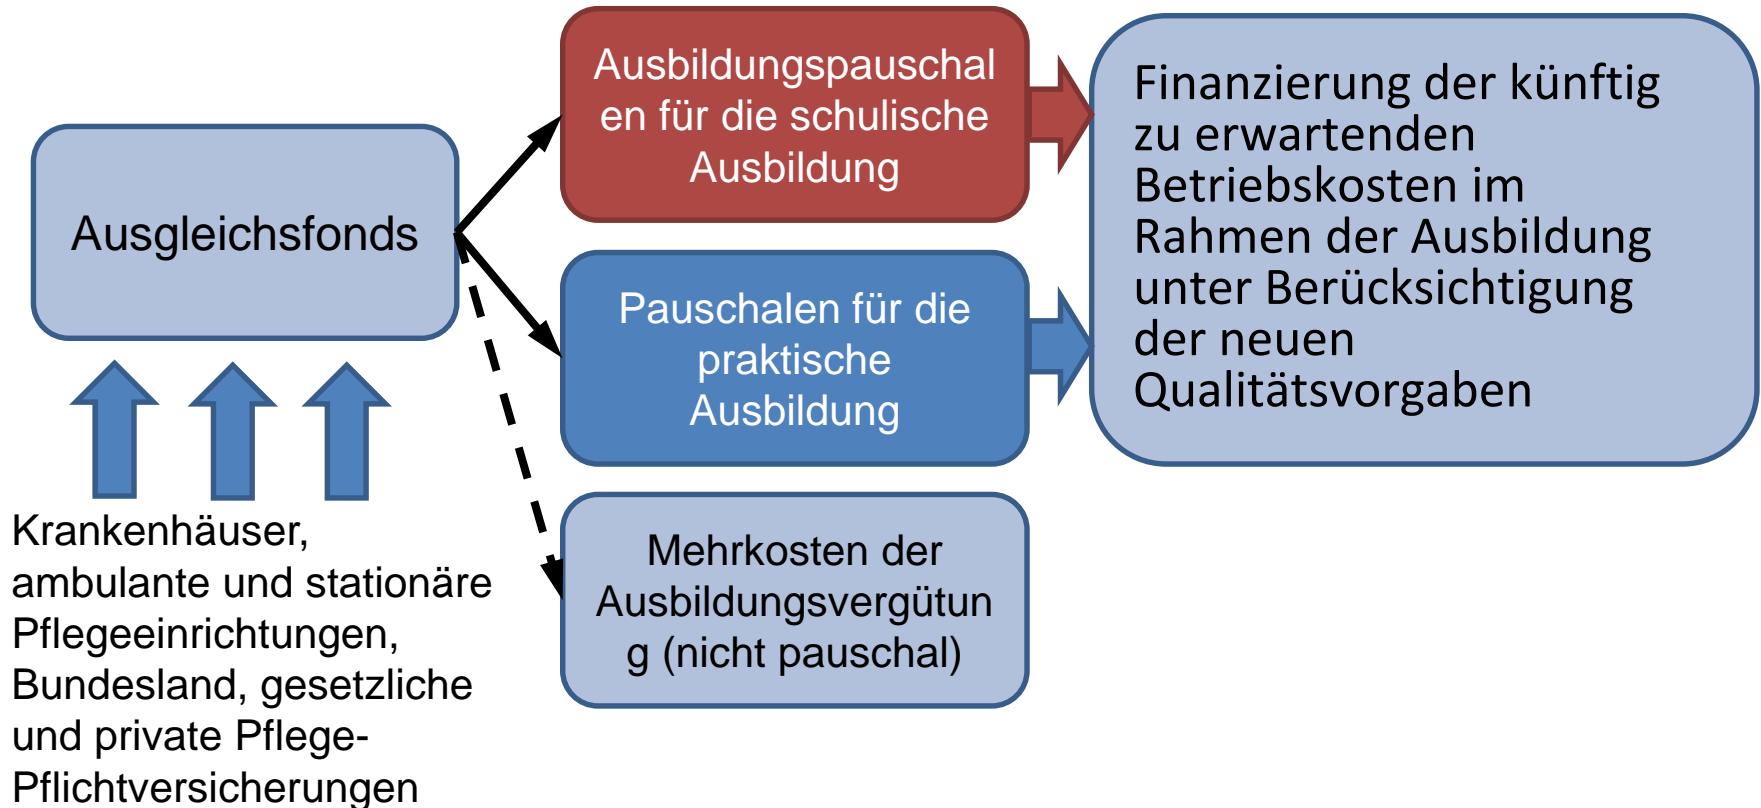 Ausgleichsfonds
Krankenhäuser,
ambulante und stationäre
Pflegeeinrichtungen,
Bundesland, gesetzliche
und private Pflege-
Pflichtversicherungen
Ausbildungspauschal
en für die schulische
Ausbildung
Pauschalen für die
praktische
Ausbildung
Mehrkosten der
Ausbildungsvergütun
g (nicht pauschal)
Finanzierung der künftig
zu erwartenden
Betriebskosten im
Rahmen der Ausbildung
unter Berücksichtigung
der neuen
Qualitätsvorgaben